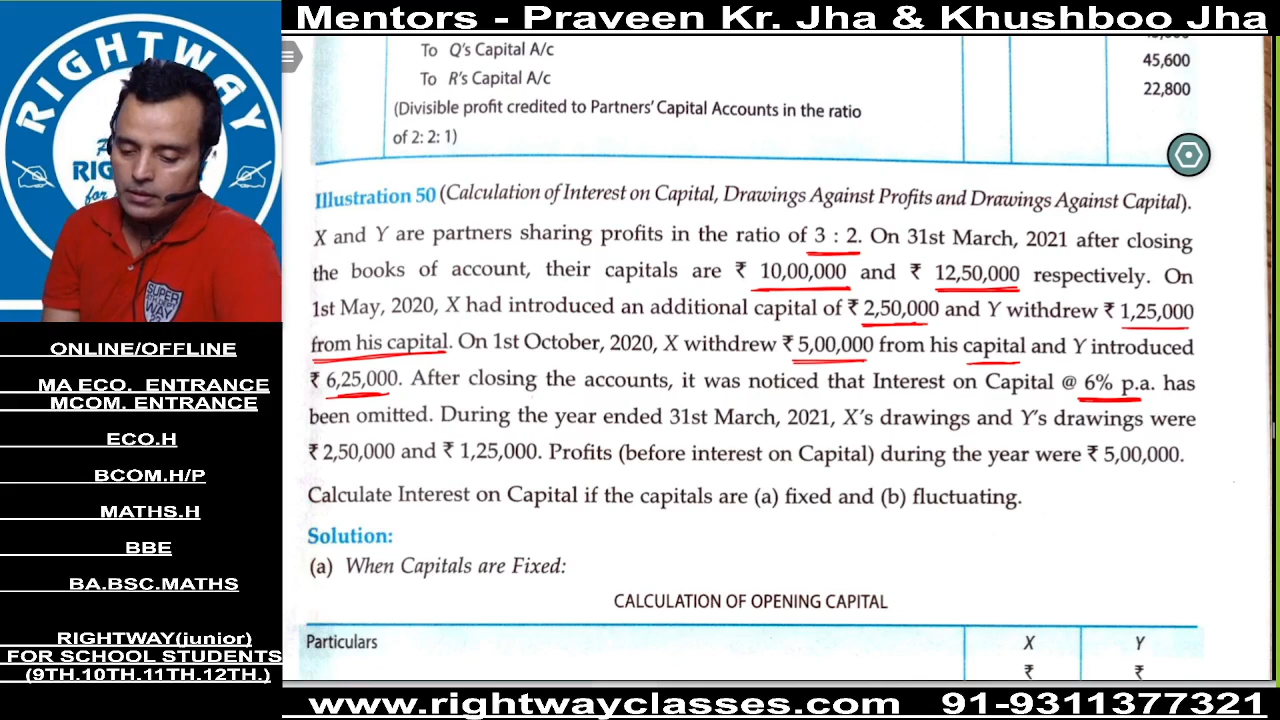 Mentors - Praveen Kr. Jha & Khushboo Jha
RIGHTWAY
RIG
for
SUPER
WAY
ONLINE/OFFLINE
MA ECO. ENTRANCE
MCOM. ENTRANCE
ECO.H
BCOM.H/P
MATHS.H
BBE
BA.BSC.MATHS
RIGHTWAY(junior)
FOR SCHOOL STUDENTS
(9TH.10TH.11TH.12TH.)
To Q's Capital A/c 45,600
To R's Capital A/c 22,800
(Divisible profit credited to Partners' Capital Accounts in the ratio
of 2: 2: 1)
Illustration 50 (Calculation of Interest on Capital, Drawings Against Profits and Drawings Against Capital).
X and Y are partners sharing profits in the ratio of 3 : 2. On 31st March, 2021 after closing
the books of account, their capitals are ₹ 10,00,000 and ₹ 12,50,000 respectively. On
1st May, 2020, X had introduced an additional capital of ₹ 2,50,000 and Y withdrew ₹ 1,25,000
from his capital. On 1st October, 2020, X withdrew ₹ 5,00,000 from his capital and Y introduced
₹ 6,25,000. After closing the accounts, it was noticed that Interest on Capital @ 6% p.a. has
been omitted. During the year ended 31st March, 2021, X's drawings and Y's drawings were
₹ 2,50,000 and ₹ 1,25,000. Profits (before interest on Capital) during the year were ₹ 5,00,000.
Calculate Interest on Capital if the capitals are (a) fixed and (b) fluctuating.
Solution:
(a) When Capitals are Fixed:
CALCULATION OF OPENING CAPITAL
Particulars X Y
₹ ₹
www.rightwayclasses.com 91-9311377321